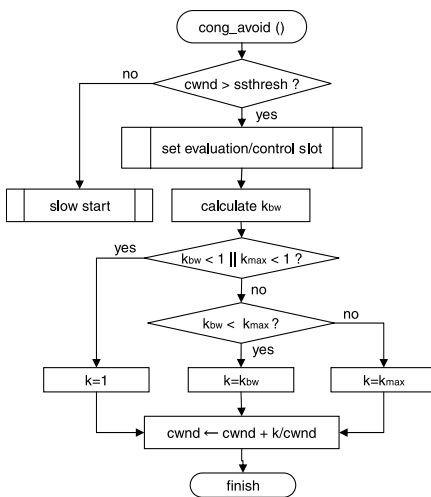 cong_avoid ()
no
cwnd > ssthresh ?
yes
set evaluation/control slot
slow start
calculate kbw
yes
kbw < 1 || kmax < 1 ?
no
kbw < kmax ?
no
yes
k=1
k=kbw
k=kmax
cwnd ← cwnd + k/cwnd
finish